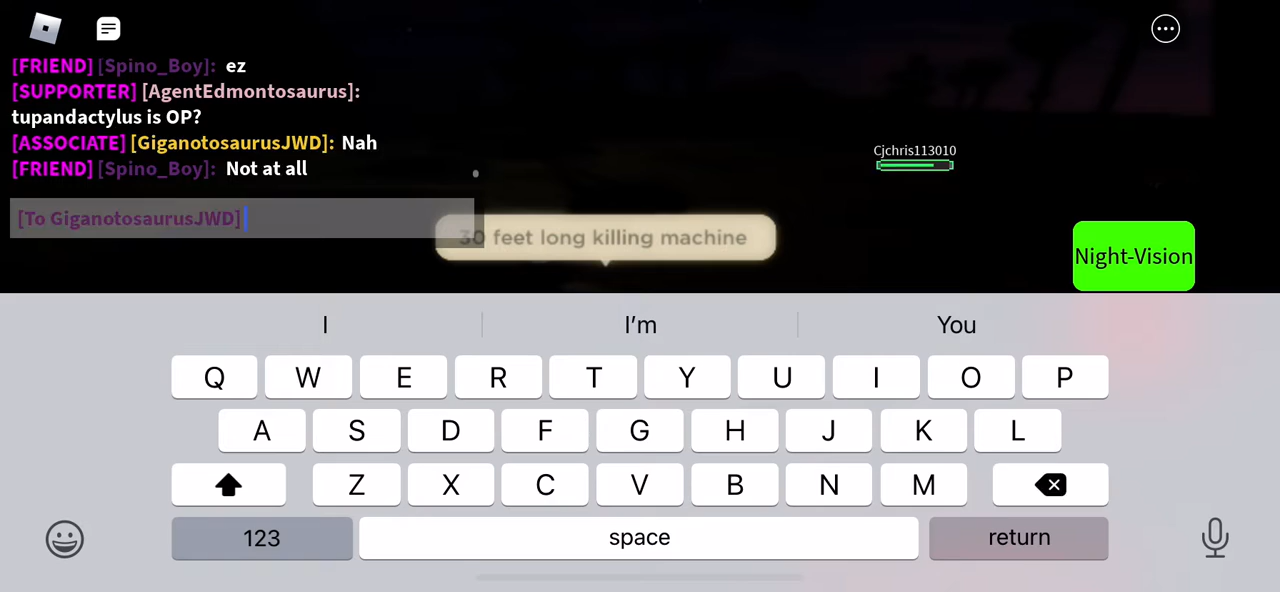 [FRIEND] [Spino_Boy]: ez
[SUPPORTER] [AgentEdmontosaurus]:
tupandactylus is OP?
[ASSOCIATE] [GiganotosaurusJWD]: Nah
[FRIEND] [Spino_Boy]: Not at all
Cjchris113010
[To GiganotosaurusJWD]
30 feet long killing machine
Night-Vision
I I’m You
Q W E R T Y U I O P
A S D F G H J K L
Z X C V B N M
123 space return